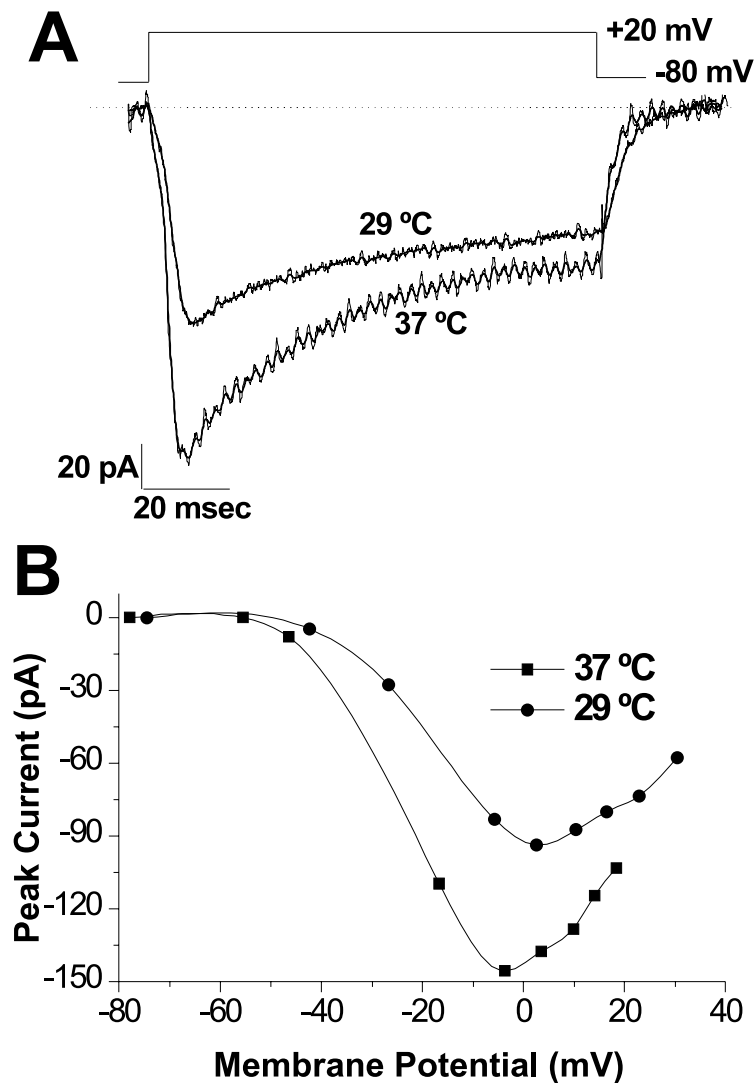 A
+20 mV
-80 mV
29 ºC
37 ºC
20 pA
20 msec
B
0
-30
-60
-90
-120
-150
Peak Current (pA)
37 ºC
29 ºC
-80
-60
-40
-20
0
20
40
Membrane Potential (mV)